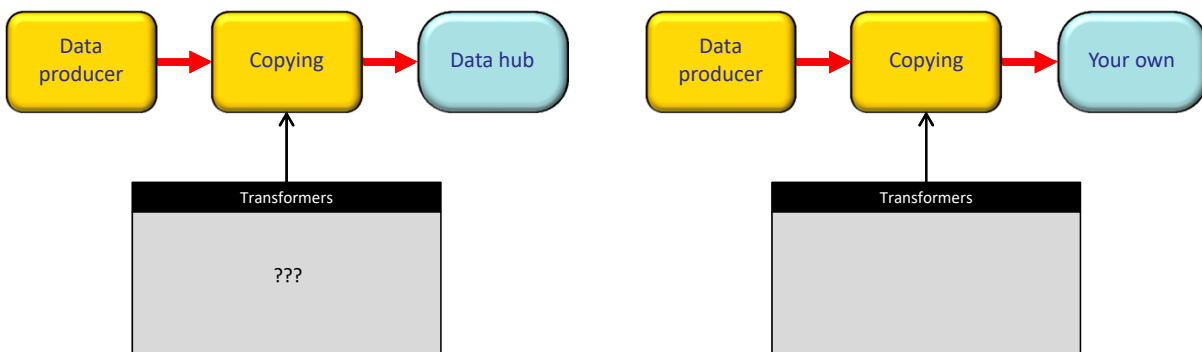 Data
producer
Copying
Data hub
Transformers
???
Data
producer
Copying
Your own
Transformers